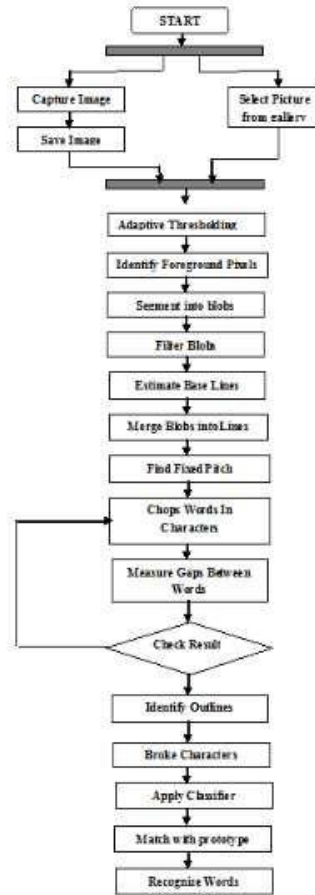 START
Capture Image
Select Picture
from gallery
Save Image
Adaptive Thresholding
Identify Foreground Pixels
Segment into blobs
Filter Blobs
Estimate Base Lines
Merge Blobs into Lines
Find Fixed Pitch
Chops Words In
Characters
Measure Gaps Between
Words
Check Result
Identify Outlines
Broke Characters
Apply Classifier
Match with prototype
Recognize Words